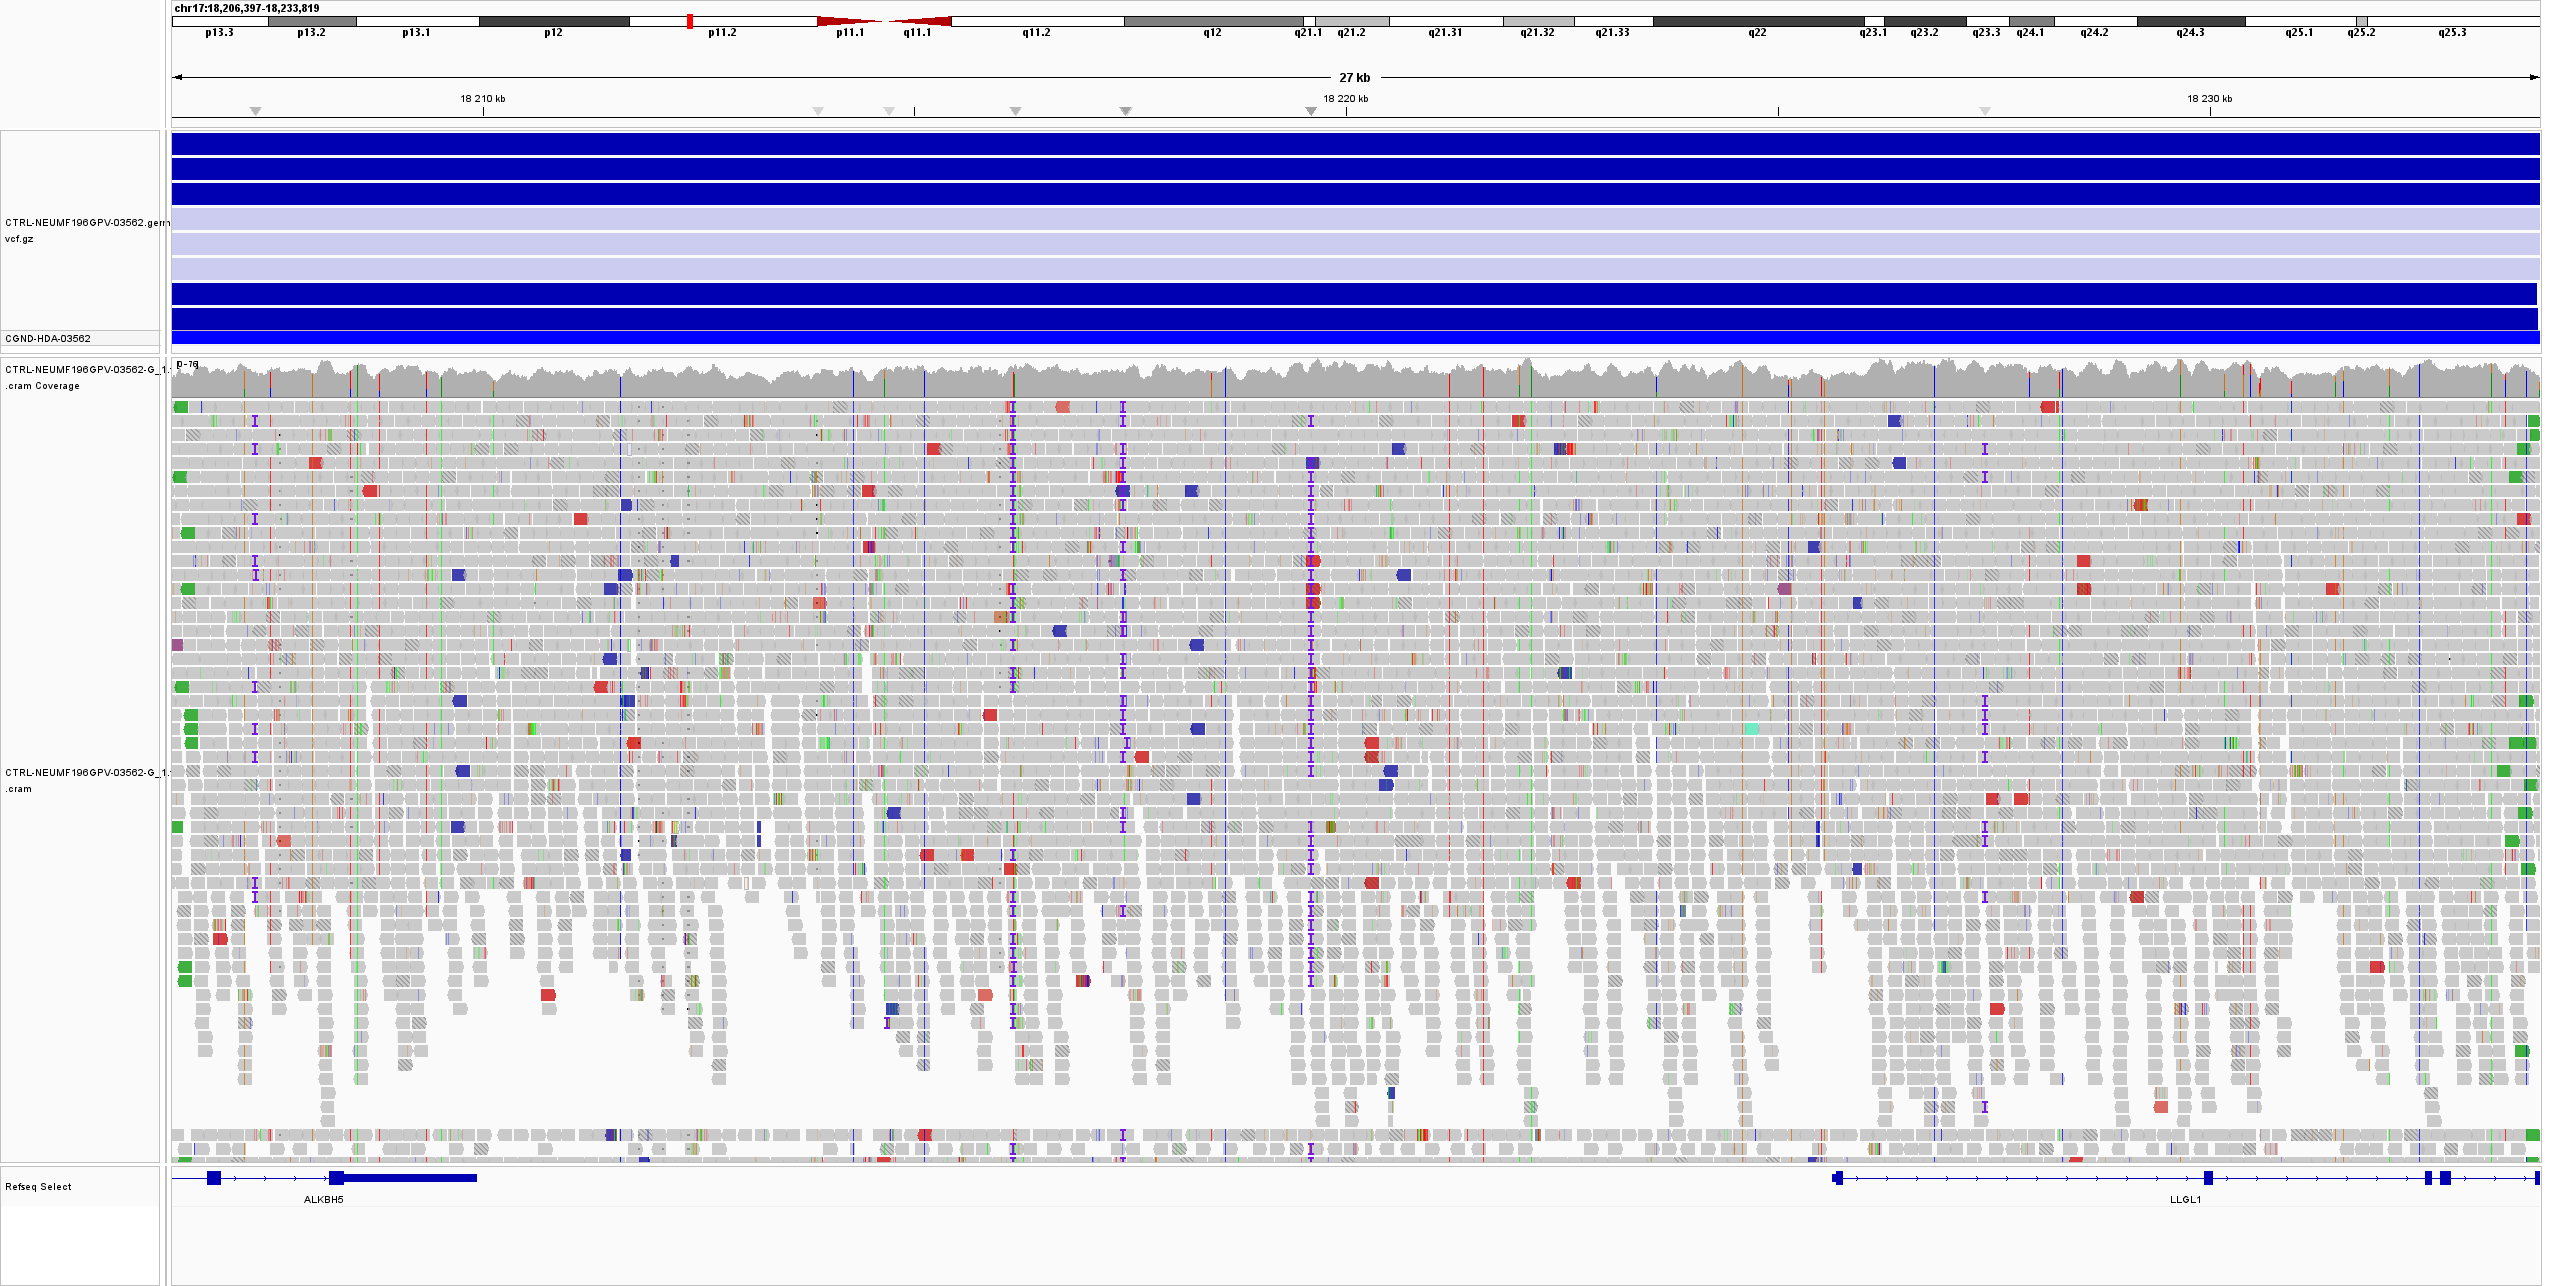 chr17:18,206,397-18,233,819
p13.3 p13.2 p13.1 p12 p11.2 p11.1 q11.1 q11.2 q12 q21.1 q21.2 q21.31 q21.32 q21.33 q22 q23.1 q23.2 q23.3 q24.1 q24.2 q24.3 q25.1 q25.2 q25.3
27 kb
18 210 kb 18 220 kb 18 230 kb
CTRL-NEUMF196GPV-03562.germ
vcf.gz
CGND-HDA-03562
[0-76]
CTRL-NEUMF196GPV-03562-G_1.
.cram Coverage
CTRL-NEUMF196GPV-03562-G_1.
.cram
Refseq Select
ALKBH5 LLGL1